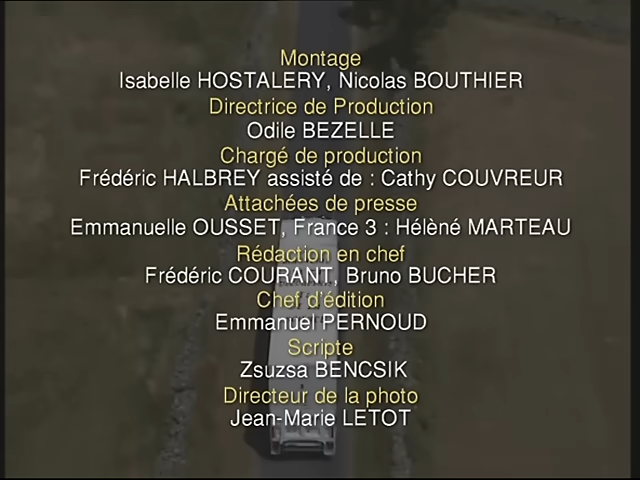 Montage
Isabelle HOSTALERY, Nicolas BOUTHIER
Directrice de Production
Odile BEZELLE
Chargé de production
Frédéric HALBREY assisté de : Cathy COUVREUR
Attachées de presse
Emmanuelle OUSSET, France 3 : Hélèné MARTEAU
Rédaction en chef
Frédéric COURANT, Bruno BUCHER
Chef d'édition
Emmanuel PERNOUD
Scripte
Zsuzsa BENCSIK
Directeur de la photo
Jean-Marie LETOT